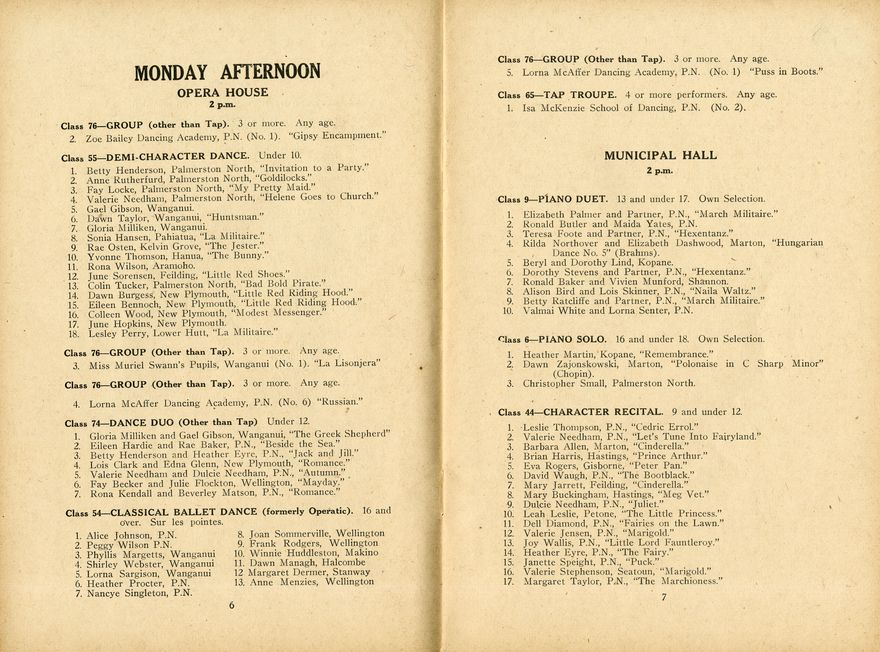 MONDAY AFTERNOON
OPERA HOUSE
2 p.m.
Class 76—GROUP (other than Tap). 3 or more. Any age.
2. Zoe Bailey Dancing Academy, P.N. (No. 1). “Gipsy Encampment.”
Class 55—DEMI-CHARACTER DANCE. Under 10.
1. Betty Henderson, Palmerston North, “Invitation to a Party.”
2. Anne Rutherfurd, Palmerston North, “Goldilocks.”
3. Fay Locke, Palmerston North, “My Pretty Maid.”
4. Valerie Needham, Palmerston North, “Helene Goes to Church.”
5. Gael Gibson, Wanganui.
6. Dawn Taylor, Wanganui, “Huntsman.”
7. Gloria Milliken, Wanganui.
8. Sonia Hansen, Pahiatua, “La Militaire.”
9. Rae Osten, Kelvin Grove, “The Jester.”
10. Yvonne Thomson, Hanua, “The Bunny.”
11. Rona Wilson, Aramoho.
12. June Sorensen, Feilding, “Little Red Shoes.”
13. Colin Tucker, Palmerston North, “Bad Bold Pirate.”
14. Dawn Burgess, New Plymouth, “Little Red Riding Hood.”
15. Eileen Bennoch, New Plymouth, “Little Red Riding Hood.”
16. Colleen Wood, New Plymouth, “Modest Messenger.”
17. June Hopkins, New Plymouth.
18. Lesley Perry, Lower Hutt, “La Militaire.”
Class 76—GROUP (Other than Tap). 3 or more. Any age.
3. Miss Muriel Swann's Pupils, Wanganui (No. 1). “La Lisonjera”
Class 76—GROUP (Other than Tap). 3 or more. Any age.
4. Lorna McAffer Dancing Academy, P.N. (No. 6) “Russian.”
Class 74—DANCE DUO (Other than Tap) Under 12.
1. Gloria Milliken and Gael Gibson, Wanganui, “The Greek Shepherd”
2. Eileen Hardie and Rae Baker, P.N., “Beside the Sea.”
3. Betty Henderson and Heather Eyre, P.N., “Jack and Jill.”
4. Lois Clark and Edna Glenn, New Plymouth, “Romance.”
5. Valerie Needham and Dulcie Needham, P.N., “Autumn.”
6. Fay Becker and Julie Flockton, Wellington, “Mayday.”
7. Rona Kendall and Beverley Matson, P.N., “Romance.”
Class 54—CLASSICAL BALLET DANCE (formerly Operatic). 16 and
over. Sur les pointes.
1. Alice Johnson, P.N.
2. Peggy Wilson P.N.
3. Phyllis Margetts, Wanganui
4. Shirley Webster, Wanganui
5. Lorna Sargison, Wanganui
6. Heather Procter, P.N.
7. Nancye Singleton, P.N.
8. Joan Sommerville, Wellington
9. Frank Rodgers, Wellington
10. Winnie Huddleston, Makino
11. Dawn Managh, Halcombe
12 Margaret Dermer, Stanway
13. Anne Menzies, Wellington
6
Class 76—GROUP (Other than Tap). 3 or more. Any age.
5. Lorna McAffer Dancing Academy, P.N. (No. 1) “Puss in Boots.”
Class 65—TAP TROUPE. 4 or more performers. Any age.
1. Isa McKenzie School of Dancing, P.N. (No. 2).
MUNICIPAL HALL
2 p.m.
Class 9—PIANO DUET. 13 and under 17. Own Selection.
1. Elizabeth Palmer and Partner, P.N., “March Militaire.”
2. Ronald Butler and Maida Yates, P.N.
3. Teresa Foote and Partner, P.N., “Hexentanz.”
4. Rilda Northover and Elizabeth Dashwood, Marton, “Hungarian
Dance No. 5” (Brahms).
5. Beryl and Dorothy Lind, Kopane.
6. Dorothy Stevens and Partner, P.N., “Hexentanz.”
7. Ronald Baker and Vivien Munford, Shannon.
8. Alison Bird and Lois Skinner, P.N., “Naila Waltz.”
9. Betty Ratcliffe and Partner, P.N., “March Militaire.”
10. Valmai White and Lorna Senter, P.N.
Class 6—PIANO SOLO. 16 and under 18. Own Selection.
1. Heather Martin, Kopane, “Remembrance.”
2. Dawn Zajonskowski, Marton, “Polonaise in C Sharp Minor”
(Chopin).
3. Christopher Small, Palmerston North.
Class 44—CHARACTER RECITAL. 9 and under 12.
1. Leslie Thompson, P.N., “Cedric Errol.”
2. Valerie Needham, P.N., “Let's Tune Into Fairyland.”
3. Barbara Allen, Marton, “Cinderella.”
4. Brian Harris, Hastings, “Prince Arthur.”
5. Eva Rogers, Gisborne, “Peter Pan.”
6. David Waugh, P.N., “The Bootblack.”
7. Mary Jarrett, Feilding, “Cinderella.”
8. Mary Buckingham, Hastings, “Meg Vet.”
9. Dulcie Needham, P.N., “Juliet.”
10. Leah Leslie, Petone, “The Little Princess.”
11. Dell Diamond, P.N., “Fairies on the Lawn.”
12. Valerie Jensen, P.N., “Marigold.”
13. Joy Wallis, P.N., “Little Lord Fauntleroy.”
14. Heather Eyre, P.N., “The Fairy.”
15. Janette Speight, P.N., “Puck.”
16. Valerie Stephenson, Seatoun, “Marigold.”
17. Margaret Taylor, P.N., “The Marchioness.”
7